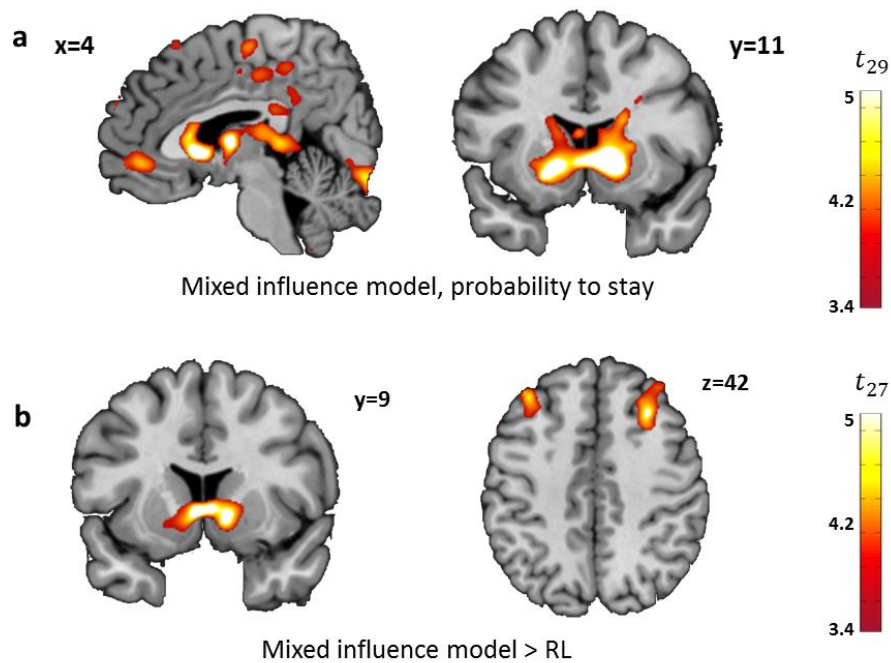 a
x=4
y=11
t29
5
4.2
3.4
Mixed influence model, probability to stay
b
y=9
z=42
t27
5
4.2
3.4
Mixed influence model > RL